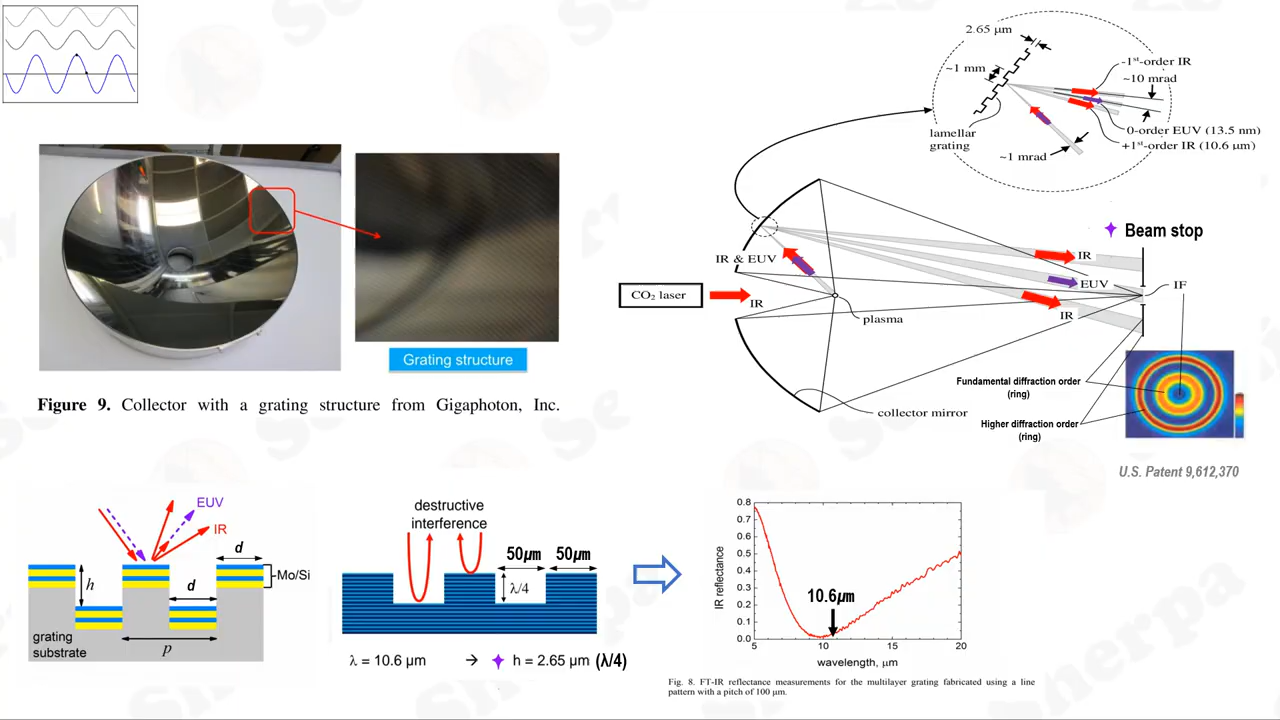 2.65 µm
~1 mm
-1st-order IR
~10 mrad
lamellar
grating
~1 mrad
0-order EUV (13.5 nm)
+1st-order IR (10.6 µm)
Beam stop
IR & EUV
CO₂ laser
IR
plasma
IR
EUV
IR
IF
Fundamental diffraction order
(ring)
Higher diffraction order
(ring)
collector mirror
U.S. Patent 9,612,370
Grating structure
Figure 9. Collector with a grating structure from Gigaphoton, Inc.
EUV
IR
d
Mo/Si
h
d
grating
substrate
p
destructive
interference
50µm 50µm
λ/4
λ = 10.6 µm → h = 2.65 µm (λ/4)
0.8
0.7
0.6
0.5
0.4
0.3
0.2
0.1
0.0
IR reflectance
10.6µm
5 10 15 20
wavelength, µm
Fig. 8. FT-IR reflectance measurements for the multilayer grating fabricated using a line
pattern with a pitch of 100 µm.
Sherpa